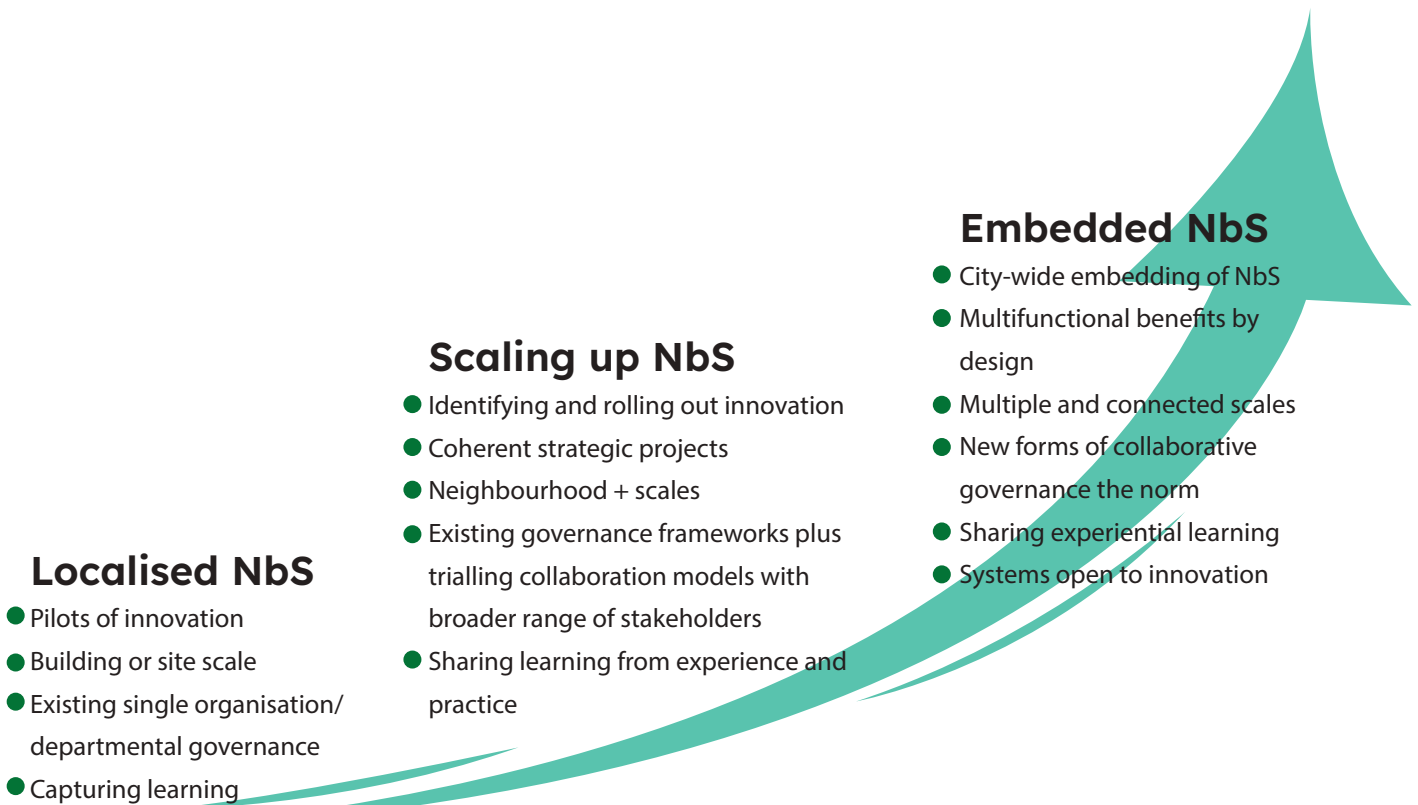 Localised NbS
Pilots of innovation
Building or site scale
Existing single organisation/
departmental governance
Capturing learning
Scaling up NbS
Identifying and rolling out innovation
Coherent strategic projects
Neighbourhood + scales
Existing governance frameworks plus
trialling collaboration models with
broader range of stakeholders
Sharing learning from experience and
practice
Embedded NbS
City-wide embedding of NbS
Multifunctional benefits by
design
Multiple and connected scales
New forms of collaborative
governance the norm
Sharing experiential learning
Systems open to innovation